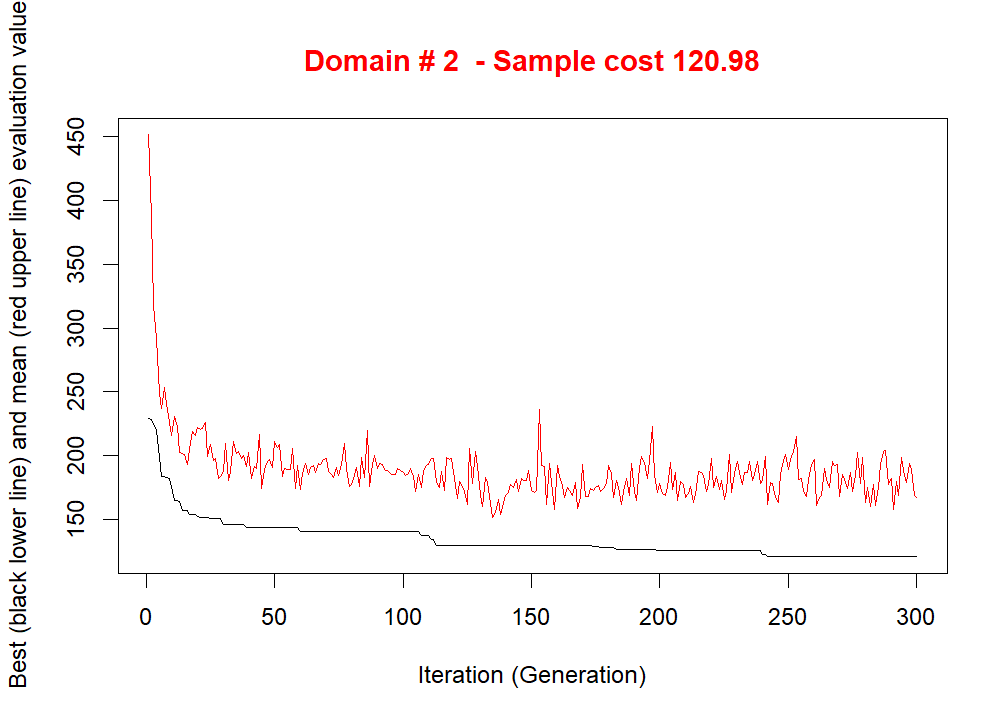 Domain # 2  - Sample cost 120.98
Best (black lower line) and mean (red upper line) evaluation value
450
400
350
300
250
200
150
0 50 100 150 200 250 300
Iteration (Generation)